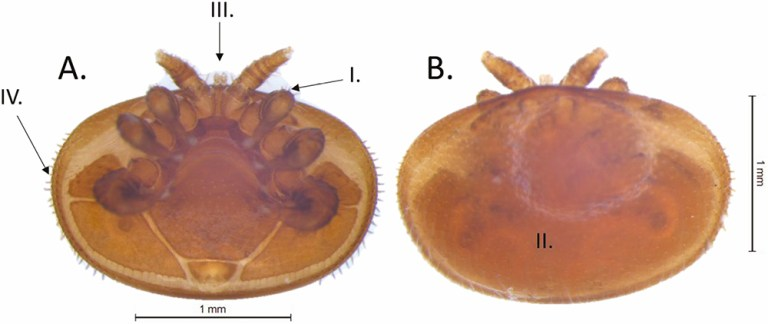 III.
A.
I.
IV.
B.
II.
1 mm
1 mm